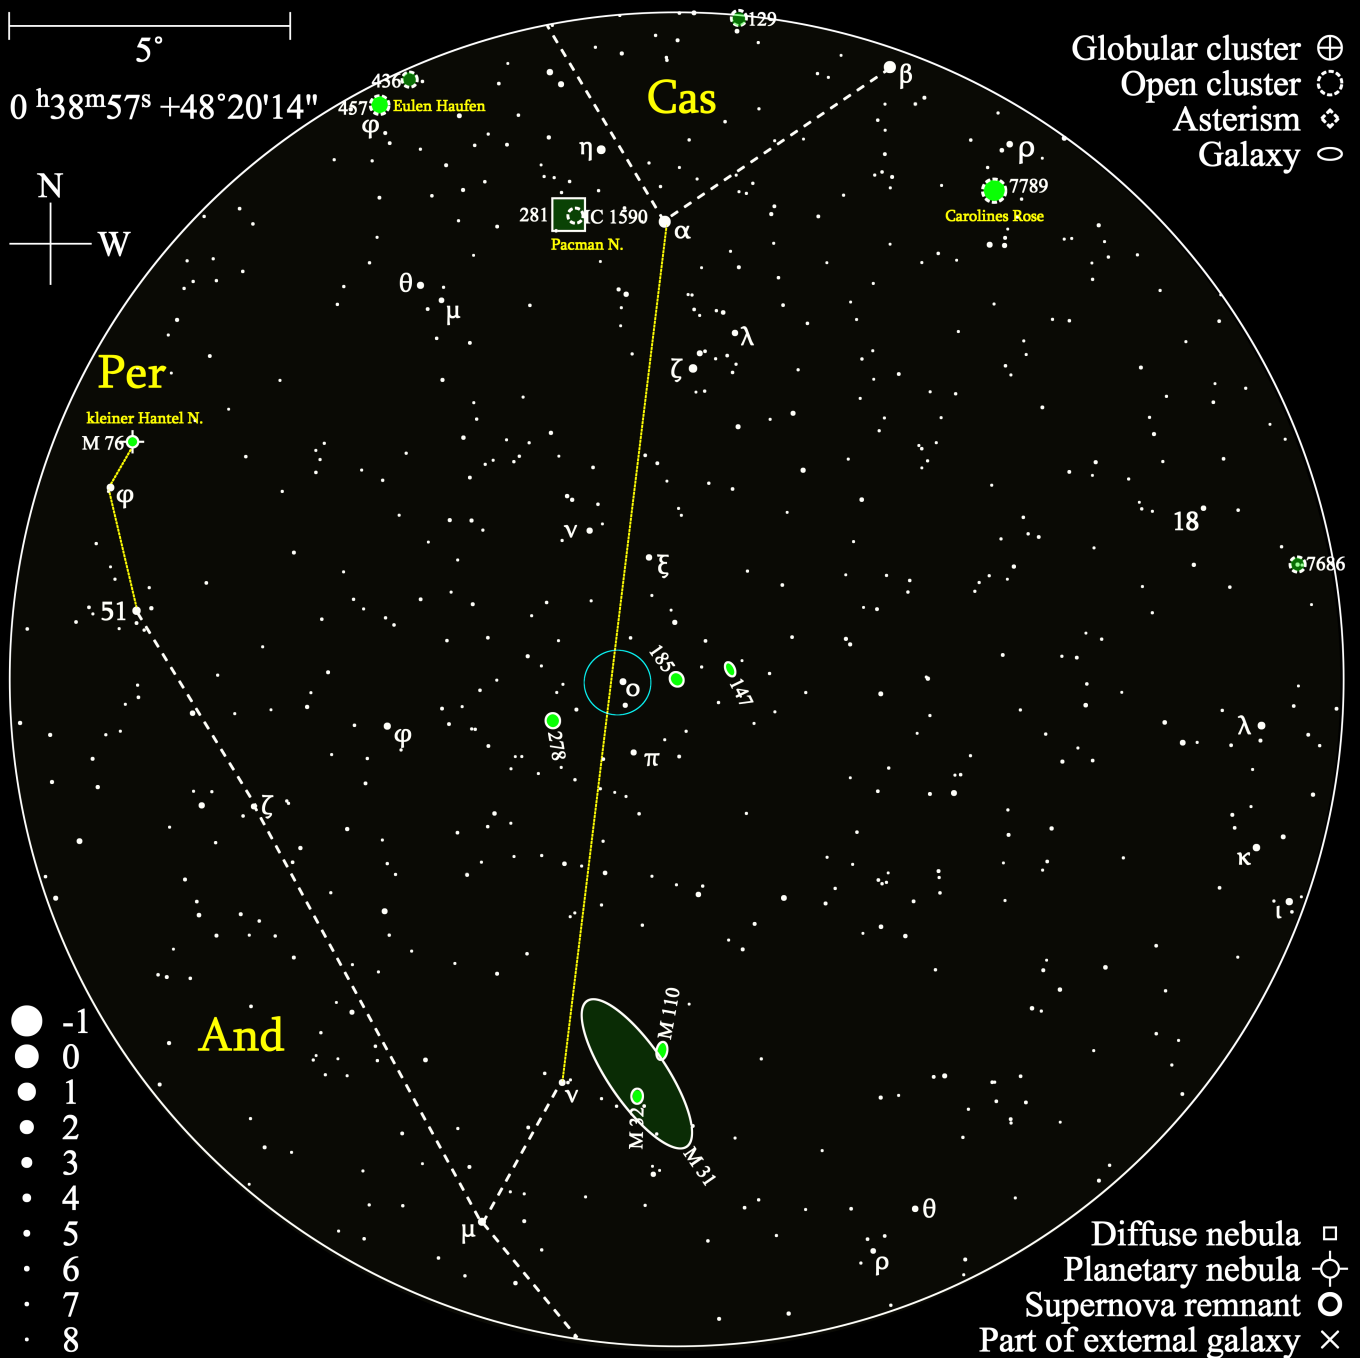 5°
0 h38m57s +48°20'14"
N
W
Globular cluster
Open cluster
Asterism
Galaxy
129
436
457 Eulen Haufen
φ
Cas
β
η
ρ
7789
Carolines Rose
281 IC 1590
Pacman N.
α
θ
μ
λ
ζ
Per
kleiner Hantel N.
M 76
φ
18
ν
ξ
7686
51
185
147
ο
278
π
φ
λ
ζ
κ
ι
And
M 110
ν
M 32
M 31
μ
θ
ρ
-1
0
1
2
3
4
5
6
7
8
Diffuse nebula
Planetary nebula
Supernova remnant
Part of external galaxy